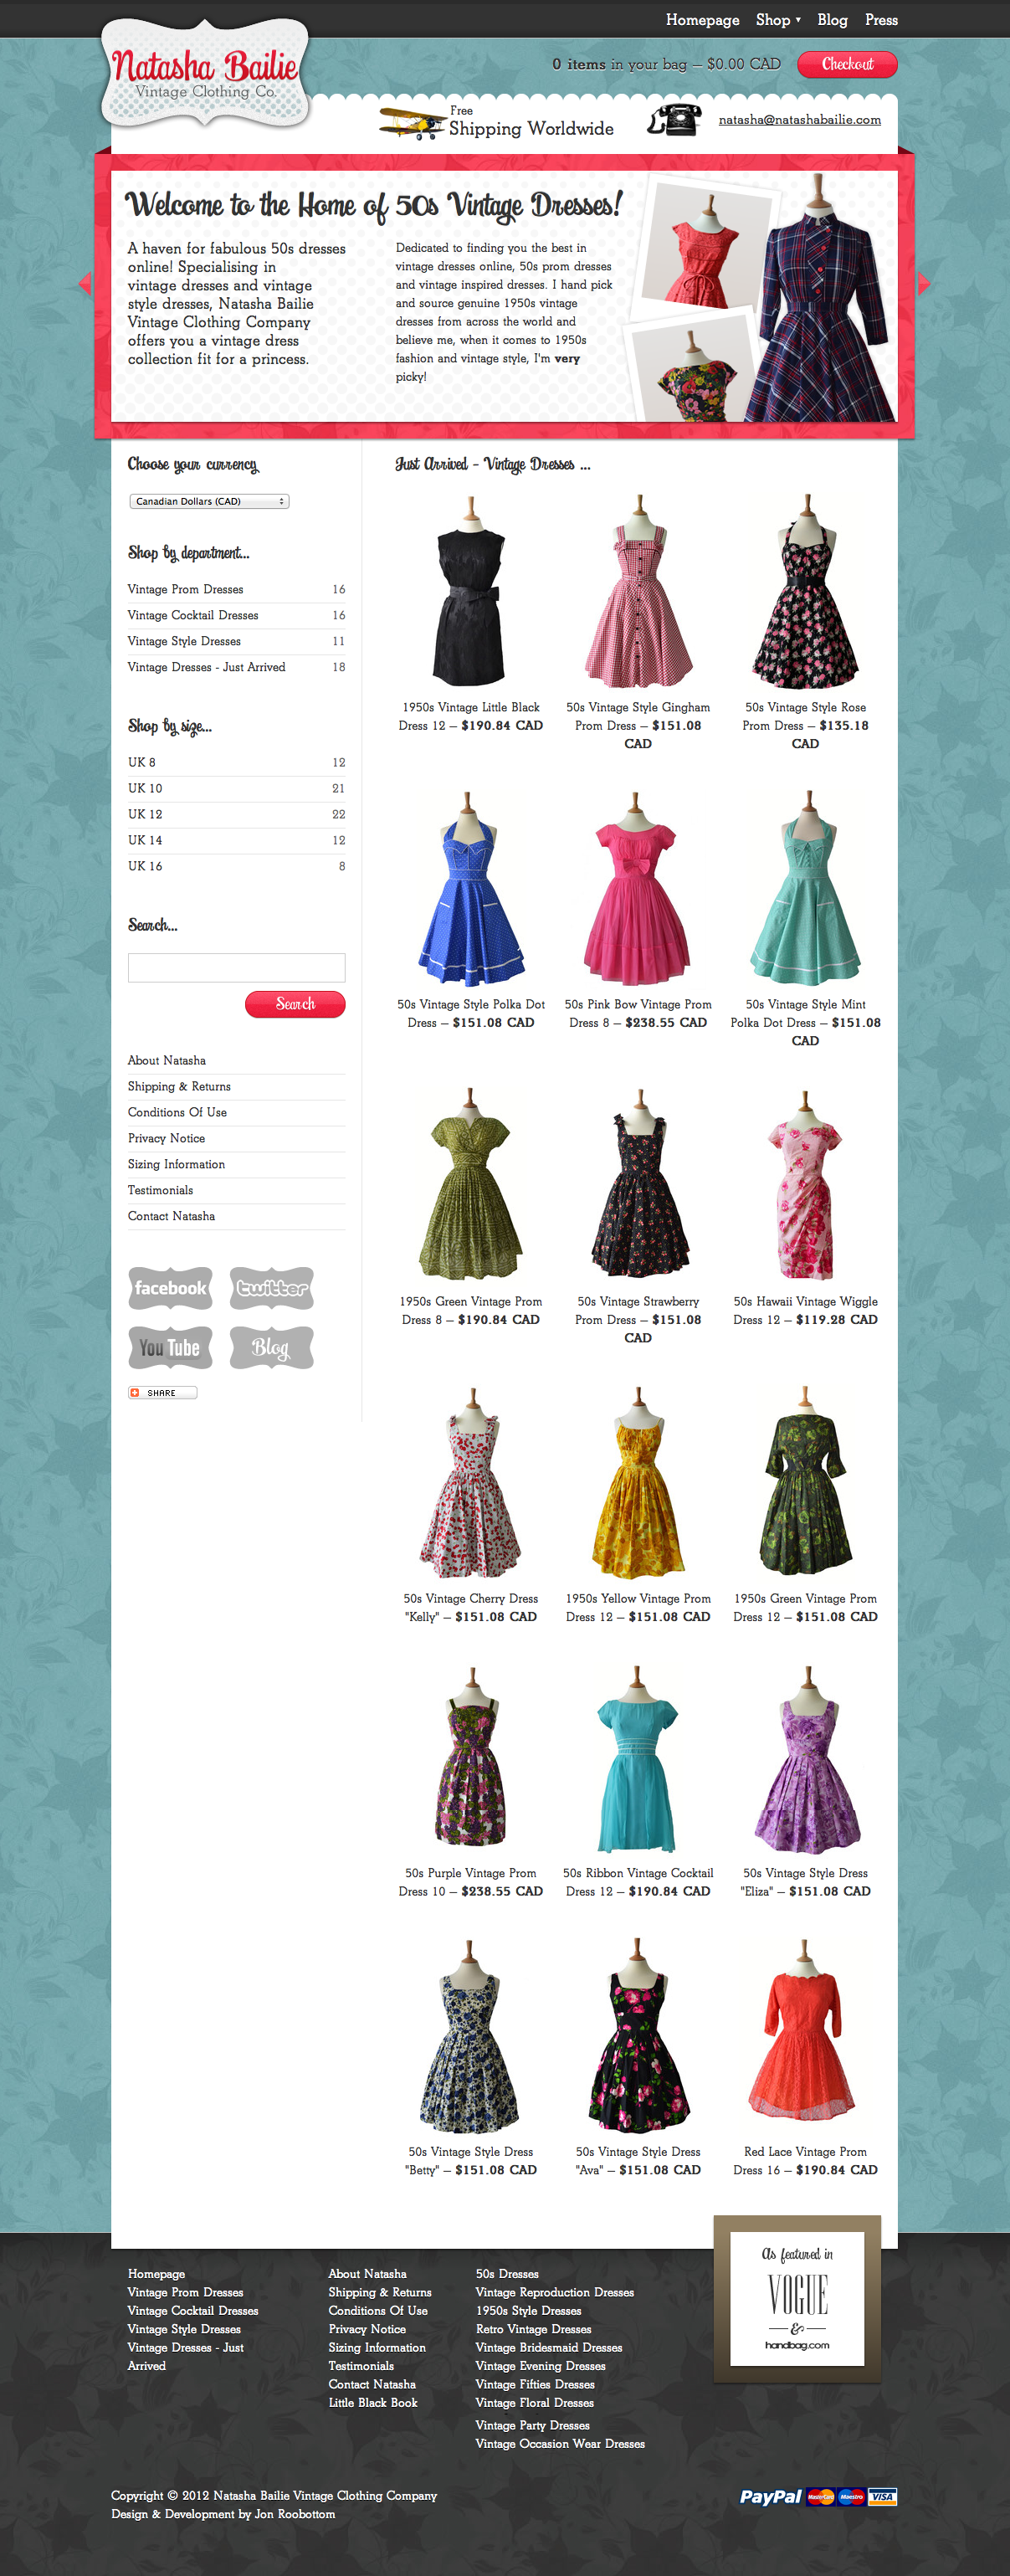 Homepage Shop ▾ Blog Press
Natasha Bailie
Vintage Clothing Co.
0 items in your bag – $0.00 CAD
Checkout
Free
Shipping Worldwide
natasha@natashabailie.com
Welcome to the Home of 50s Vintage Dresses!
A haven for fabulous 50s dresses
online! Specialising in
vintage dresses and vintage
style dresses, Natasha Bailie
Vintage Clothing Company
offers you a vintage dress
collection fit for a princess.
Dedicated to finding you the best in
vintage dresses online, 50s prom dresses
and vintage inspired dresses. I hand pick
and source genuine 1950s vintage
dresses from across the world and
believe me, when it comes to 1950s
fashion and vintage style, I'm very
picky!
Choose your currency
Canadian Dollars (CAD)
Shop by department...
Vintage Prom Dresses 16
Vintage Cocktail Dresses 16
Vintage Style Dresses 11
Vintage Dresses - Just Arrived 18
Shop by size...
UK 8 12
UK 10 21
UK 12 22
UK 14 12
UK 16 8
Search...
Search
About Natasha
Shipping & Returns
Conditions Of Use
Privacy Notice
Sizing Information
Testimonials
Contact Natasha
facebook
twitter
YouTube
Blog
SHARE
Just Arrived - Vintage Dresses ...
1950s Vintage Little Black
Dress 12 – $190.84 CAD
50s Vintage Style Gingham
Prom Dress – $151.08
CAD
50s Vintage Style Rose
Prom Dress – $135.18
CAD
50s Vintage Style Polka Dot
Dress – $151.08 CAD
50s Pink Bow Vintage Prom
Dress 8 – $238.55 CAD
50s Vintage Style Mint
Polka Dot Dress – $151.08
CAD
1950s Green Vintage Prom
Dress 8 – $190.84 CAD
50s Vintage Strawberry
Prom Dress – $151.08
CAD
50s Hawaii Vintage Wiggle
Dress 12 – $119.28 CAD
50s Vintage Cherry Dress
"Kelly" – $151.08 CAD
1950s Yellow Vintage Prom
Dress 12 – $151.08 CAD
1950s Green Vintage Prom
Dress 12 – $151.08 CAD
50s Purple Vintage Prom
Dress 10 – $238.55 CAD
50s Ribbon Vintage Cocktail
Dress 12 – $190.84 CAD
50s Vintage Style Dress
"Eliza" – $151.08 CAD
50s Vintage Style Dress
"Betty" – $151.08 CAD
50s Vintage Style Dress
"Ava" – $151.08 CAD
Red Lace Vintage Prom
Dress 16 – $190.84 CAD
Homepage
Vintage Prom Dresses
Vintage Cocktail Dresses
Vintage Style Dresses
Vintage Dresses - Just
Arrived
About Natasha
Shipping & Returns
Conditions Of Use
Privacy Notice
Sizing Information
Testimonials
Contact Natasha
Little Black Book
50s Dresses
Vintage Reproduction Dresses
1950s Style Dresses
Retro Vintage Dresses
Vintage Bridesmaid Dresses
Vintage Evening Dresses
Vintage Fifties Dresses
Vintage Floral Dresses
Vintage Party Dresses
Vintage Occasion Wear Dresses
As featured in
VOGUE
&
handbag.com
Copyright © 2012 Natasha Bailie Vintage Clothing Company
Design & Development by Jon Roobottom
PayPal MasterCard Maestro VISA